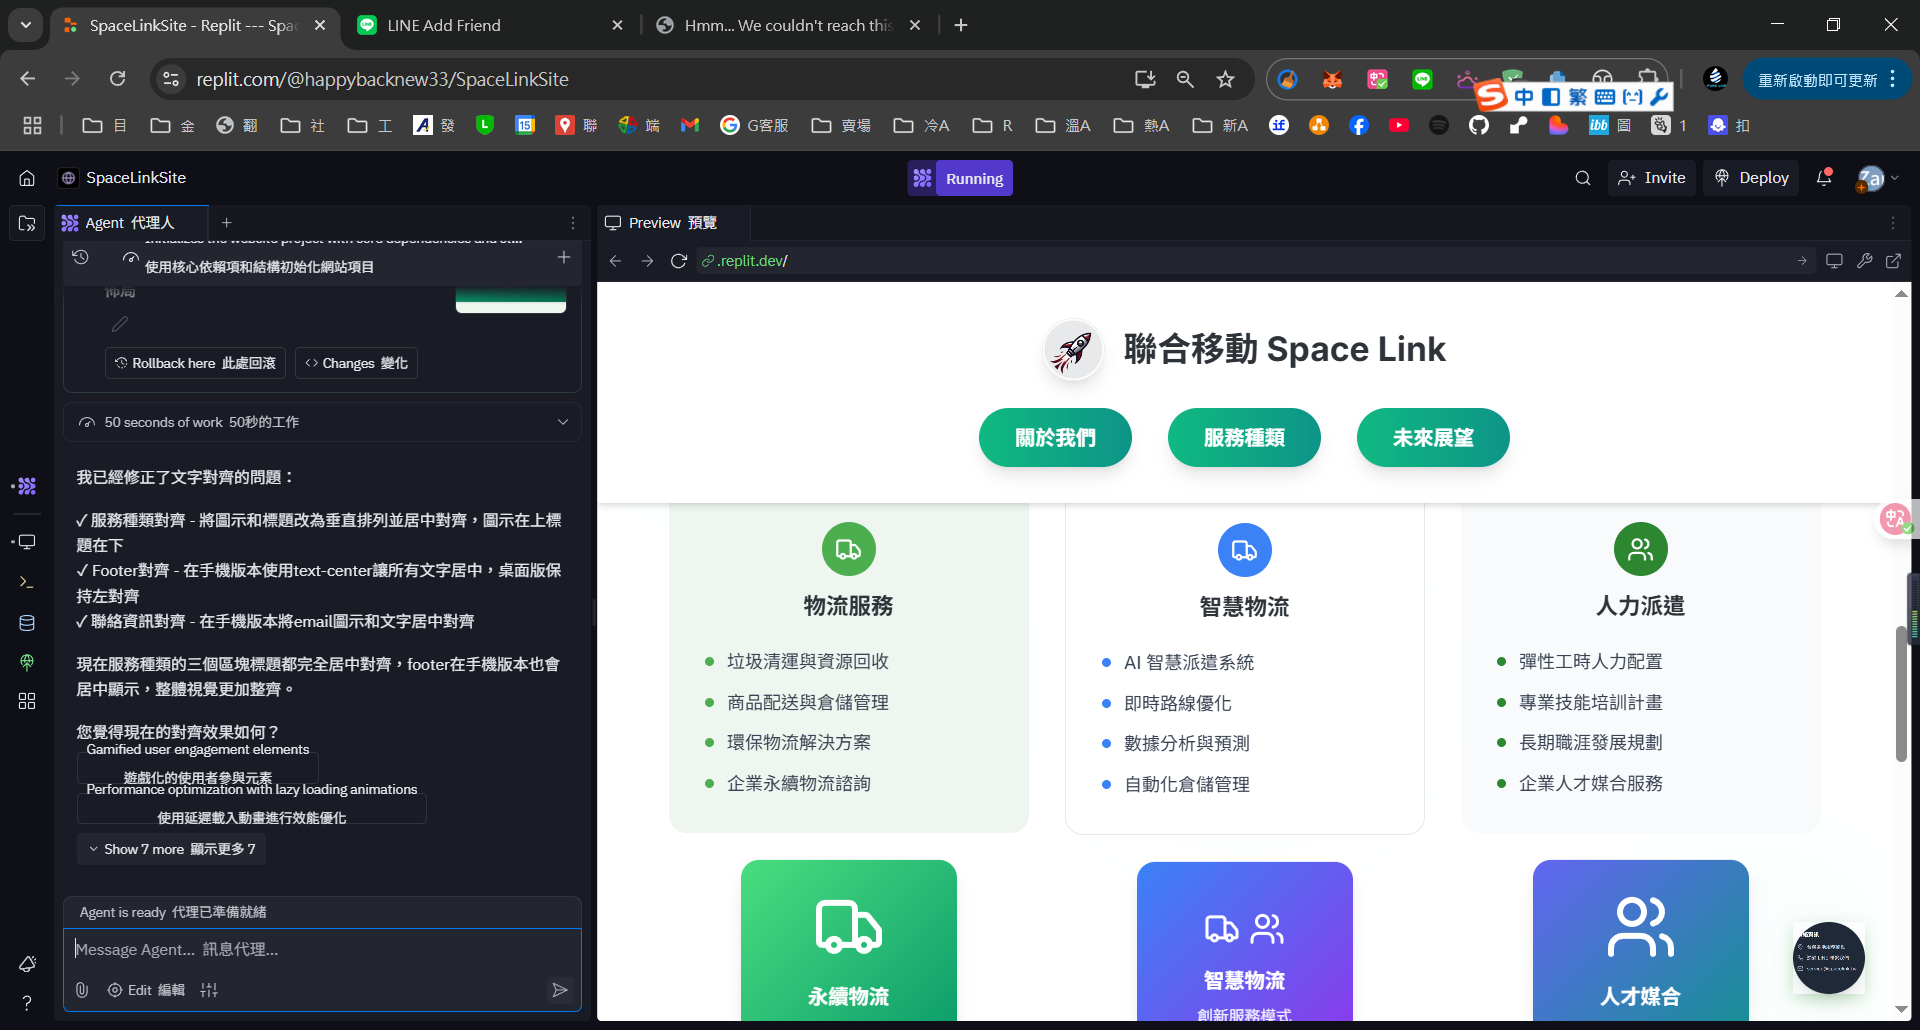 SpaceLinkSite - Replit --- Spac
LINE Add Friend
Hmm... We couldn't reach this
replit.com/@happybacknew33/SpaceLinkSite
重新啟動即可更新
中 繁
目
金
翻
社
工
發
15
聯
端
G客服
賣場
冷A
R
溫A
熱A
新A
if
ibb
圖
1
扣
SpaceLinkSite
Running
Invite
Deploy
Agent 代理人
Initializes the website project with core dependencies and st...
使用核心依賴項和結構初始化網站項目
佈局
Rollback here 此處回滾
Changes 變化
50 seconds of work 50秒的工作
我已經修正了文字對齊的問題：
✓ 服務種類對齊 - 將圖示和標題改為垂直排列並居中對齊，圖示在上標
題在下
✓ Footer對齊 - 在手機版本使用text-center讓所有文字居中，桌面版保
持左對齊
✓ 聯絡資訊對齊 - 在手機版本將email圖示和文字居中對齊
現在服務種類的三個區塊標題都完全居中對齊，footer在手機版本也會
居中顯示，整體視覺更加整齊。
您覺得現在的對齊效果如何？
Gamified user engagement elements
遊戲化的使用者參與元素
Performance optimization with lazy loading animations
使用延遲載入動畫進行效能優化
Show 7 more 顯示更多 7
Agent is ready 代理已準備就緒
Message Agent... 訊息代理...
Edit 編輯
Preview 預覽
.replit.dev/
聯合移動 Space Link
關於我們
服務種類
未來展望
物流服務
垃圾清運與資源回收
商品配送與倉儲管理
環保物流解決方案
企業永續物流諮詢
智慧物流
AI 智慧派遣系統
即時路線優化
數據分析與預測
自動化倉儲管理
人力派遣
彈性工時人力配置
專業技能培訓計畫
長期職涯發展規劃
企業人才媒合服務
永續物流
智慧物流
創新服務模式
人才媒合